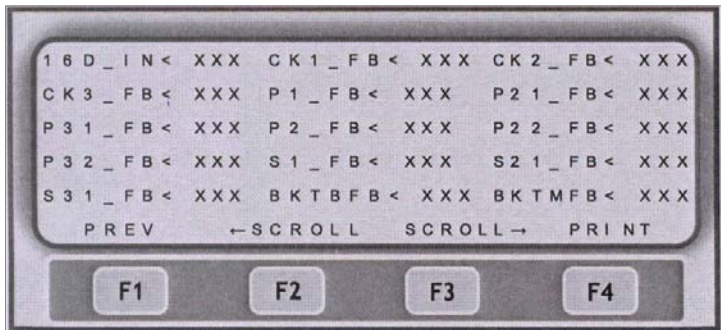 16D_IN< XXX CK1_FB< XXX CK2_FB< XXX
CK3_FB< XXX P1_FB< XXX P21_FB< XXX
P31_FB< XXX P2_FB< XXX P22_FB< XXX
P32_FB< XXX S1_FB< XXX S21_FB< XXX
S31_FB< XXX BKTBFB< XXX BKTMFB< XXX
PREV ←SCROLL SCROLL→ PRINT
F1 F2 F3 F4